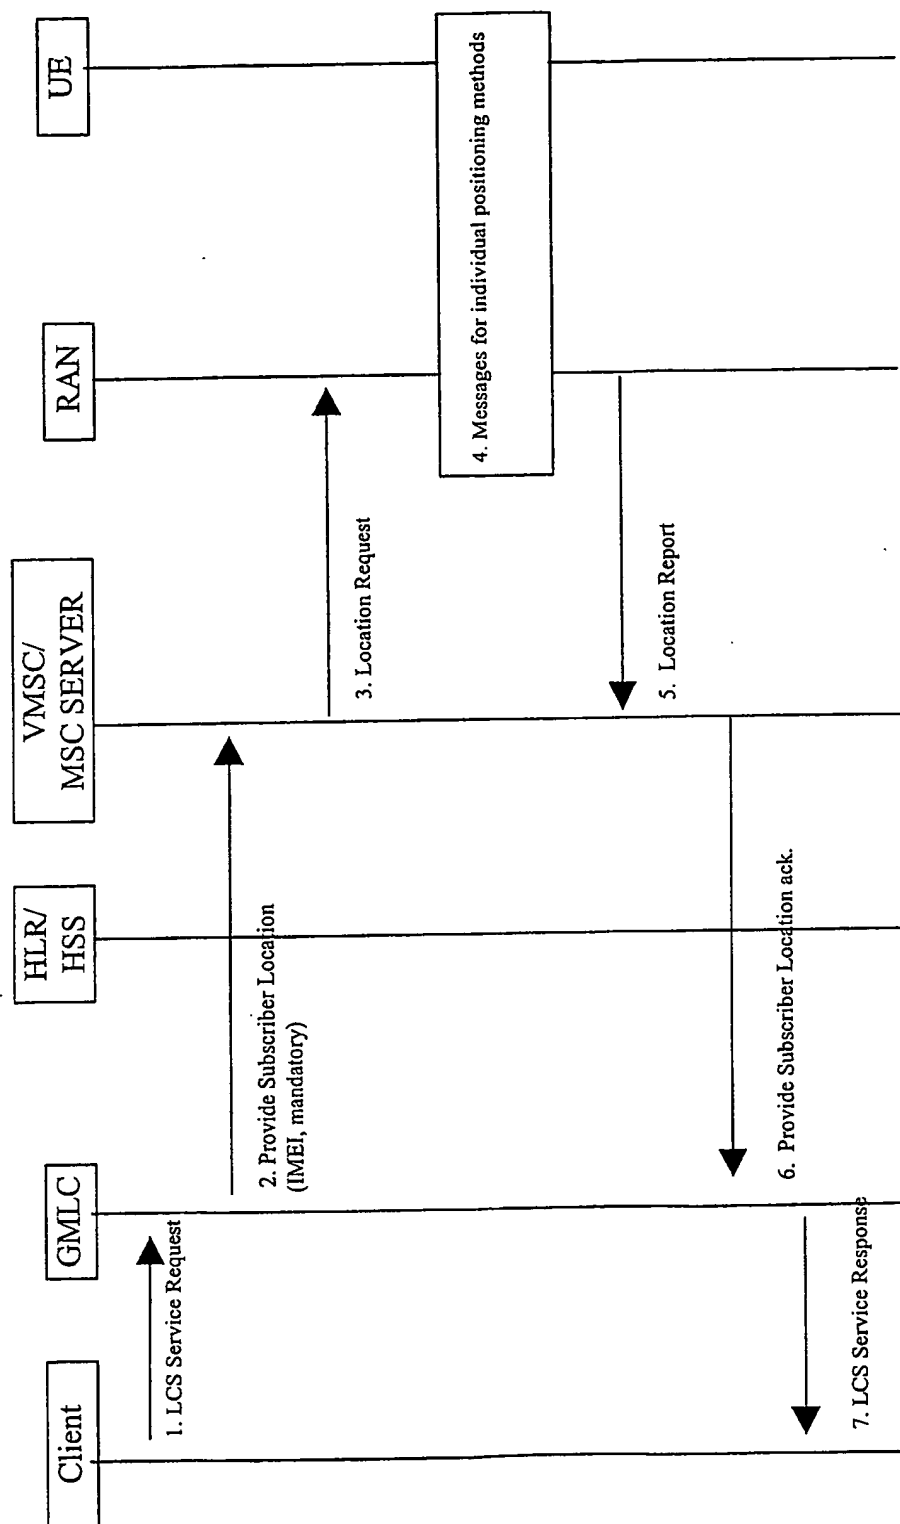 Client
GMLC
HLR/
HSS
VMSC/
MSC SERVER
RAN
UE
1. LCS Service Request
2. Provide Subscriber Location
(IMEI, mandatory)
3. Location Request
4. Messages for individual positioning methods
5. Location Report
6. Provide Subscriber Location ack.
7. LCS Service Response